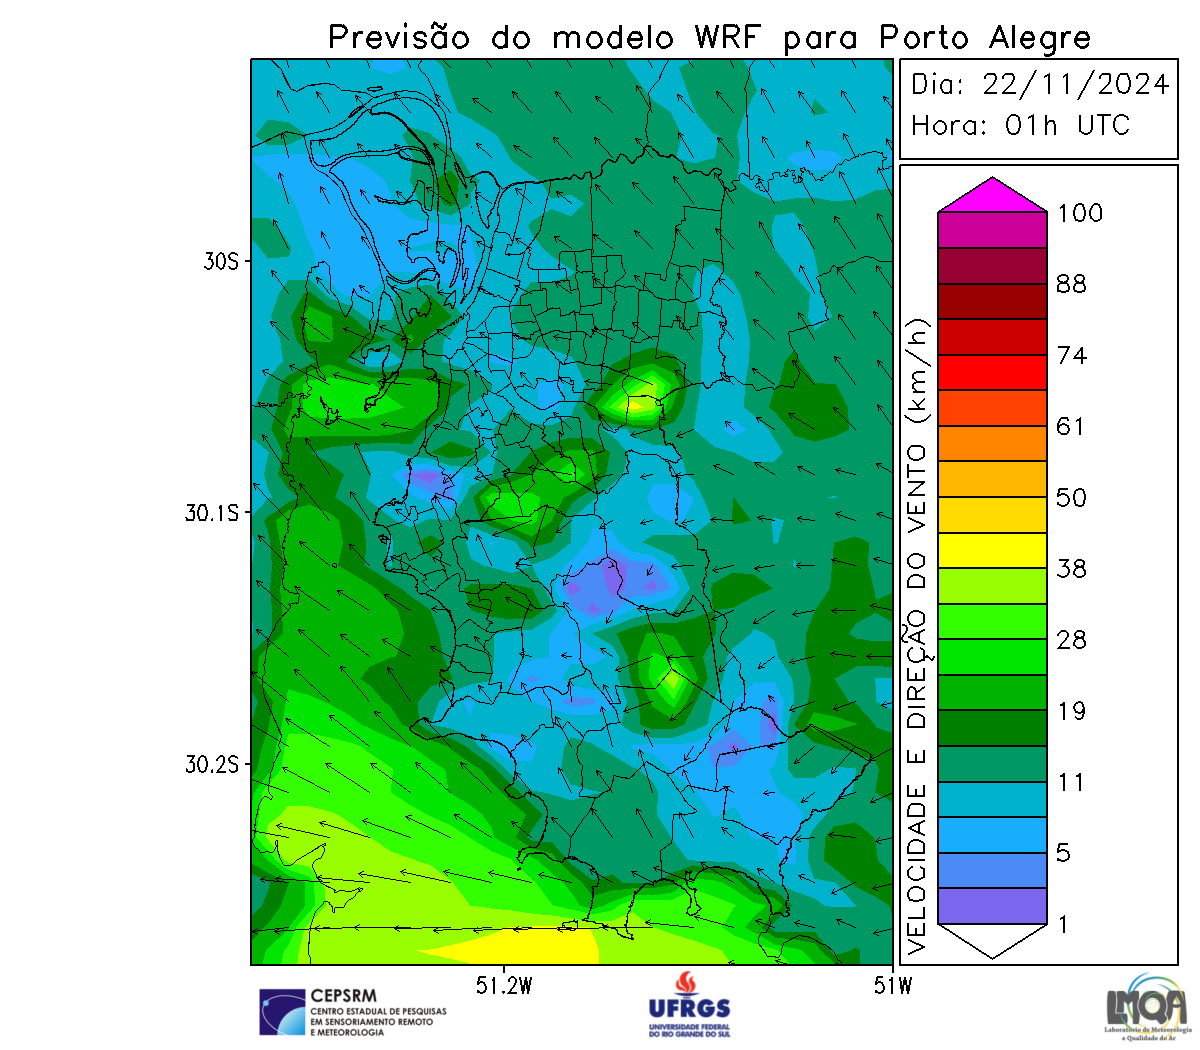 Previsão do modelo WRF para Porto Alegre
Dia: 22/11/2024
Hora: 01h UTC
30S
30.1S
30.2S
51.2W
51W
VELOCIDADE E DIREÇÃO DO VENTO (km/h)
100
88
74
61
50
38
28
19
11
5
1
CEPSRM
CENTRO ESTADUAL DE PESQUISAS
EM SENSORIAMENTO REMOTO
E METEOROLOGIA
UFRGS
UNIVERSIDADE FEDERAL
DO RIO GRANDE DO SUL
LMQA
Laboratório de Meteorologia
e Qualidade do Ar